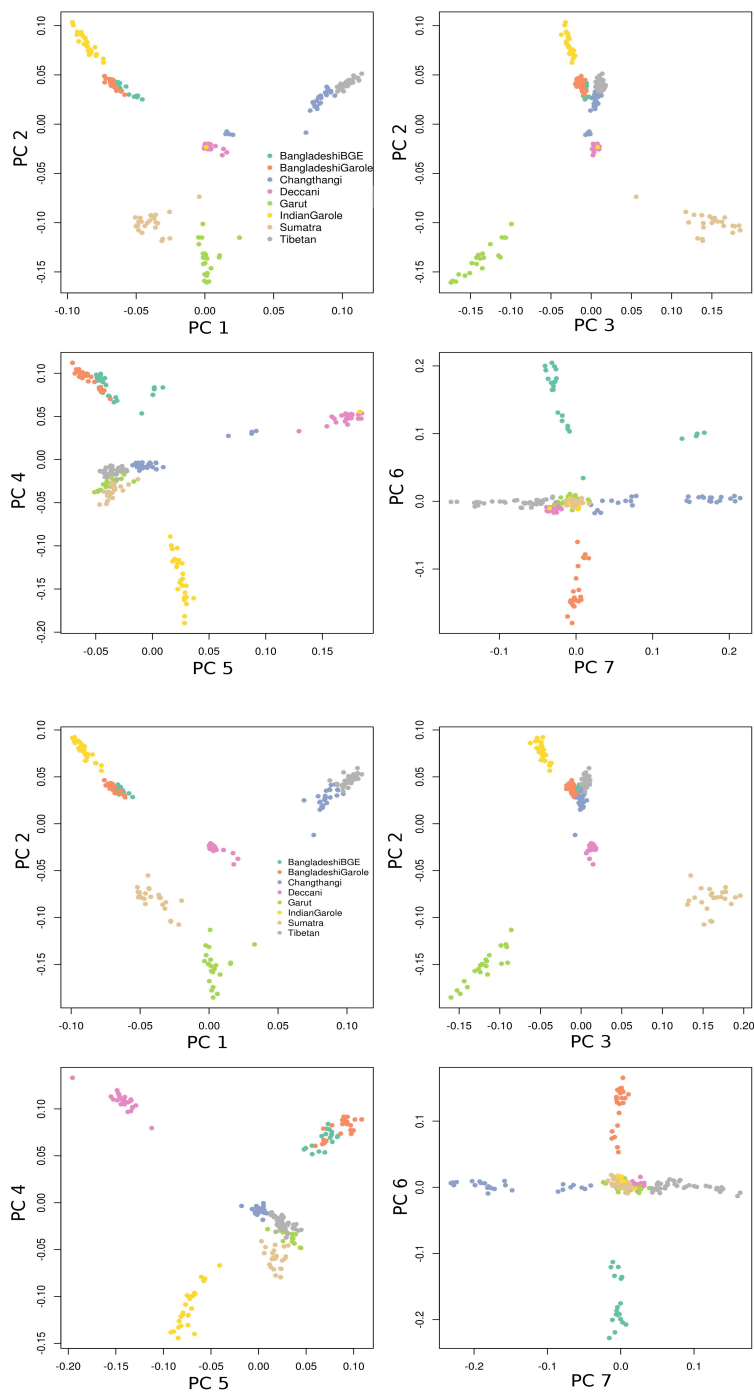 0.10
0.05
0.00
-0.05
-0.10
-0.15
PC 2
BangladeshiBGE
BangladeshiGarole
Changthangi
Deccani
Garut
IndianGarole
Sumatra
Tibetan
-0.10 -0.05 0.00 0.05 0.10
PC 1
0.10
0.05
0.00
-0.05
-0.10
-0.15
PC 2
-0.15 -0.10 -0.05 0.00 0.05 0.10 0.15
PC 3
0.10
0.05
0.00
-0.05
-0.10
-0.15
-0.20
PC 4
-0.05 0.00 0.05 0.10 0.15
PC 5
0.2
0.1
0.0
-0.1
PC 6
-0.1 0.0 0.1 0.2
PC 7
0.10
0.05
0.00
-0.05
-0.10
-0.15
PC 2
BangladeshiBGE
BangladeshiGarole
Changthangi
Deccani
Garut
IndianGarole
Sumatra
Tibetan
-0.10 -0.05 0.00 0.05 0.10
PC 1
0.10
0.05
0.00
-0.05
-0.10
-0.15
PC 2
-0.15 -0.10 -0.05 0.00 0.05 0.10 0.15 0.20
PC 3
0.10
0.05
0.00
-0.05
-0.10
-0.15
PC 4
-0.20 -0.15 -0.10 -0.05 0.00 0.05 0.10
PC 5
0.1
0.0
-0.1
-0.2
PC 6
-0.2 -0.1 0.0 0.1
PC 7